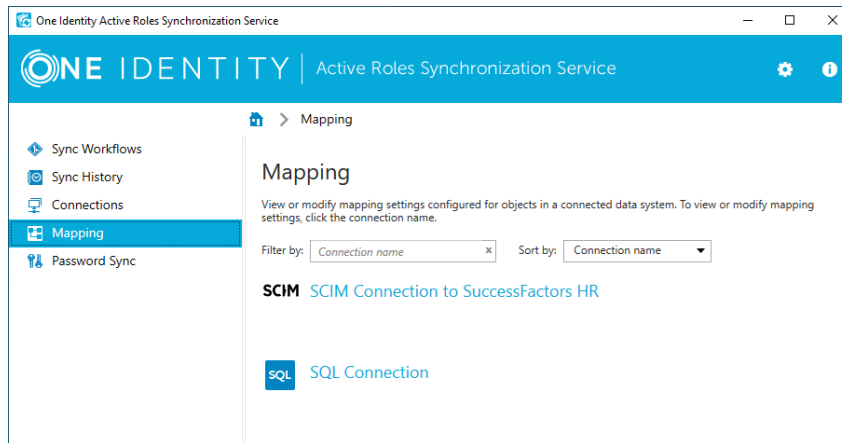 One Identity Active Roles Synchronization Service
ONE IDENTITY | Active Roles Synchronization Service
Mapping
Sync Workflows
Sync History
Connections
Mapping
Password Sync
Mapping
View or modify mapping settings configured for objects in a connected data system. To view or modify mapping
settings, click the connection name.
Filter by: Connection name x Sort by: Connection name
SCIM SCIM Connection to SuccessFactors HR
SQL SQL Connection